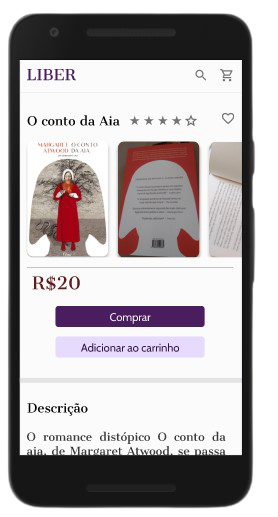 LIBER
O conto da Aia
MARGARET O CONTO
ATWOOD DA AIA
R$20
Comprar
Adicionar ao carrinho
Descrição
O romance distópico O conto da
aia, de Margaret Atwood, se passa